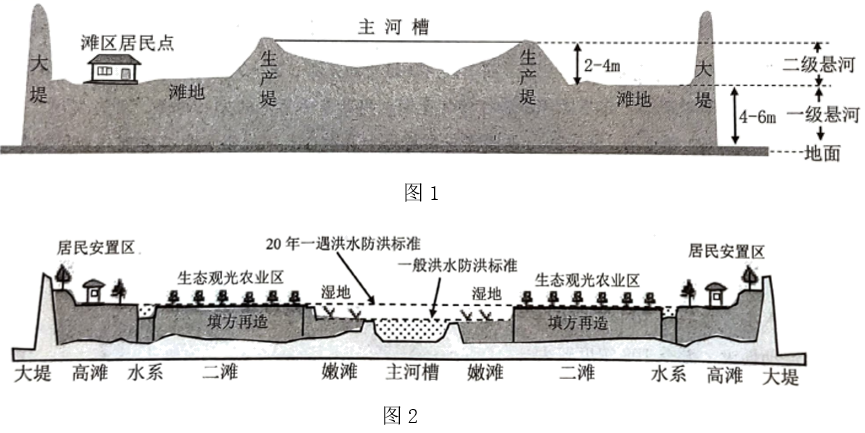 主河槽
滩区居民点
大堤
生产堤
生产堤
大堤
2-4m
二级悬河
滩地
滩地
4-6m
一级悬河
地面
图1
20年一遇洪水防洪标准
居民安置区
居民安置区
一般洪水防洪标准
生态观光农业区
生态观光农业区
湿地
湿地
填方再造
填方再造
大堤 高滩 水系 二滩 嫩滩 主河槽 嫩滩 二滩 水系 高滩 大堤
图2